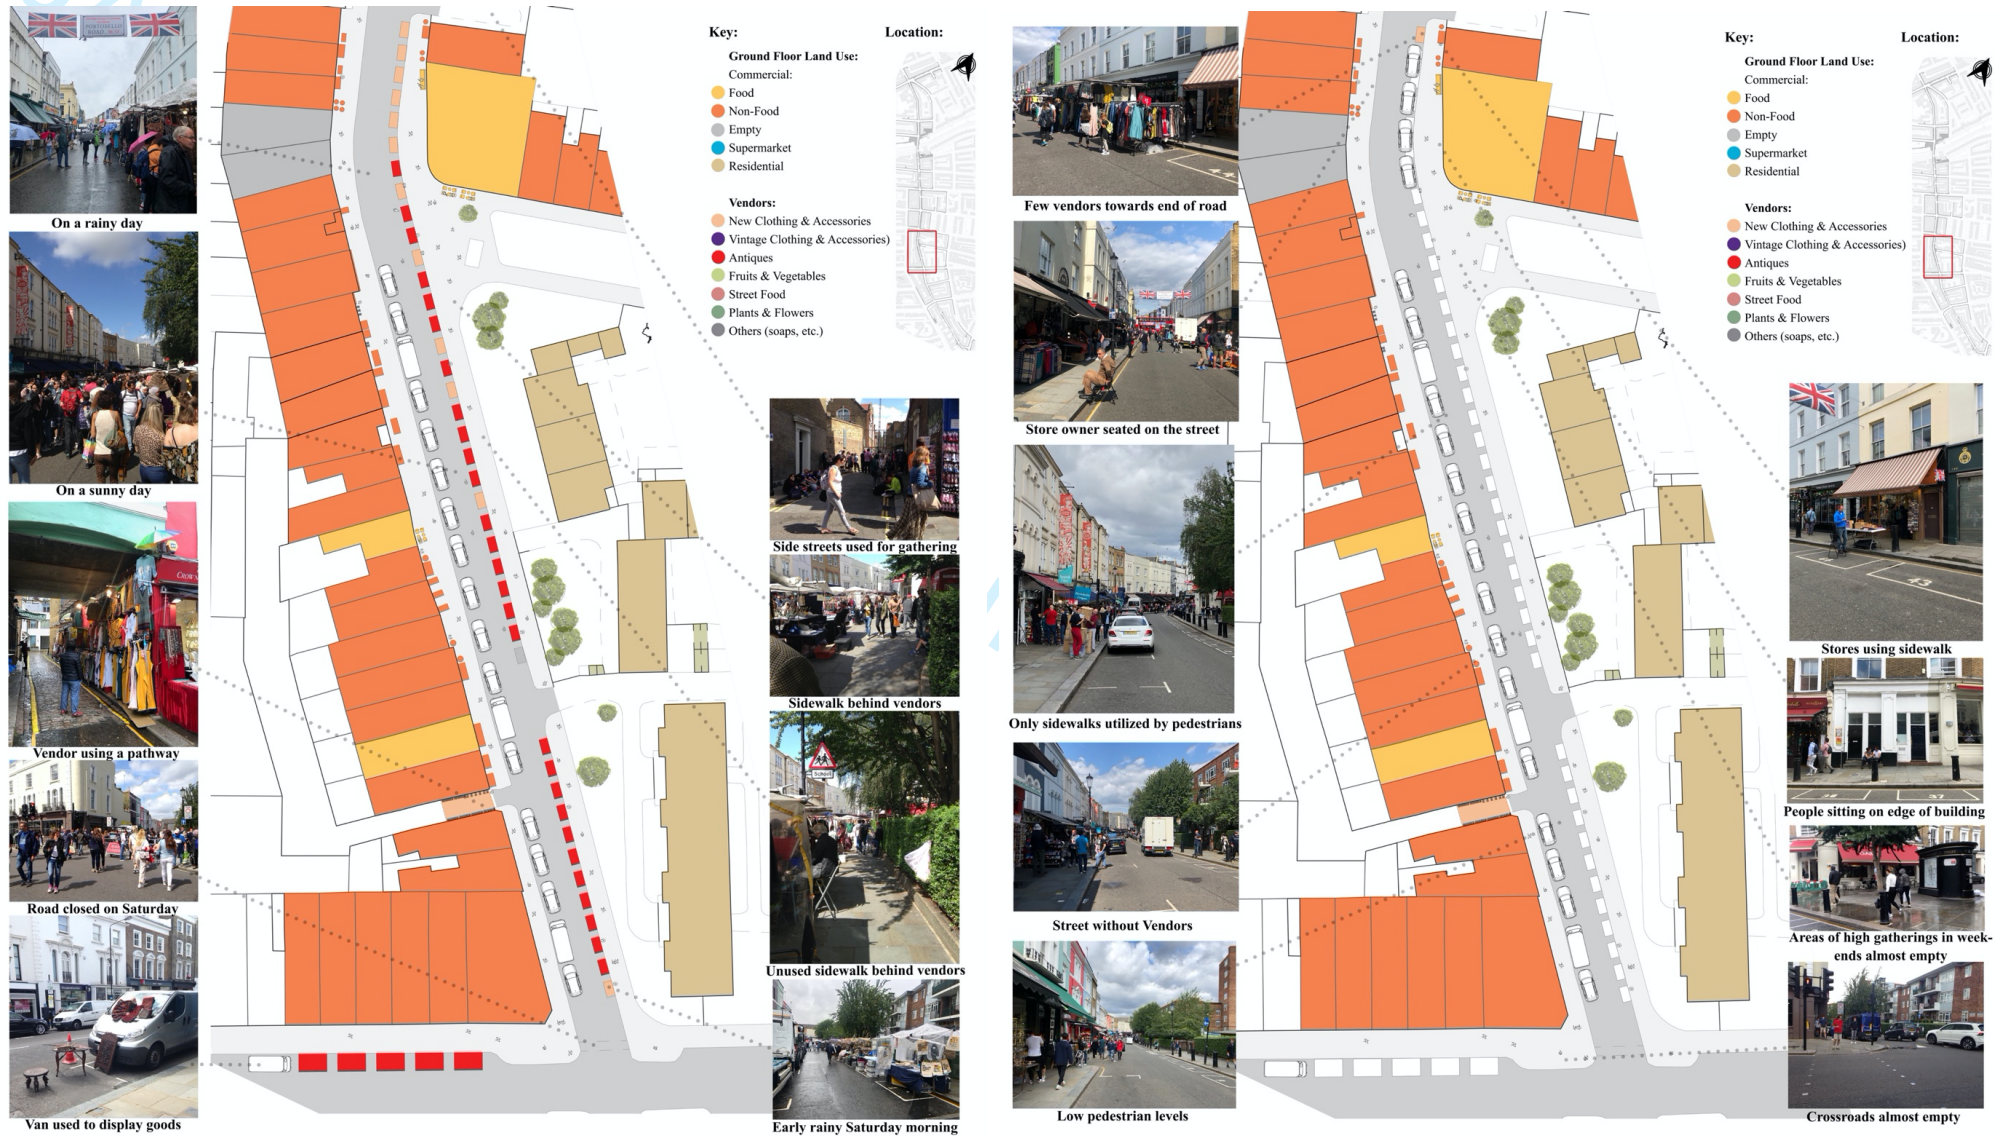 PORTOBELLO
On a rainy day
On a sunny day
Vendor using a pathway
Road closed on Saturday
Van used to display goods
Key:
Location:
Ground Floor Land Use:
Commercial:
Food
Non-Food
Empty
Supermarket
Residential
Vendors:
New Clothing & Accessories
Vintage Clothing & Accessories)
Antiques
Fruits & Vegetables
Street Food
Plants & Flowers
Others (soaps, etc.)
Side streets used for gathering
Sidewalk behind vendors
School
Unused sidewalk behind vendors
Early rainy Saturday morning
Few vendors towards end of road
Store owner seated on the street
Only sidewalks utilized by pedestrians
Street without Vendors
Low pedestrian levels
Key:
Location:
Ground Floor Land Use:
Commercial:
Food
Non-Food
Empty
Supermarket
Residential
Vendors:
New Clothing & Accessories
Vintage Clothing & Accessories)
Antiques
Fruits & Vegetables
Street Food
Plants & Flowers
Others (soaps, etc.)
43
Stores using sidewalk
37
People sitting on edge of building
Areas of high gatherings in week-
ends almost empty
Crossroads almost empty